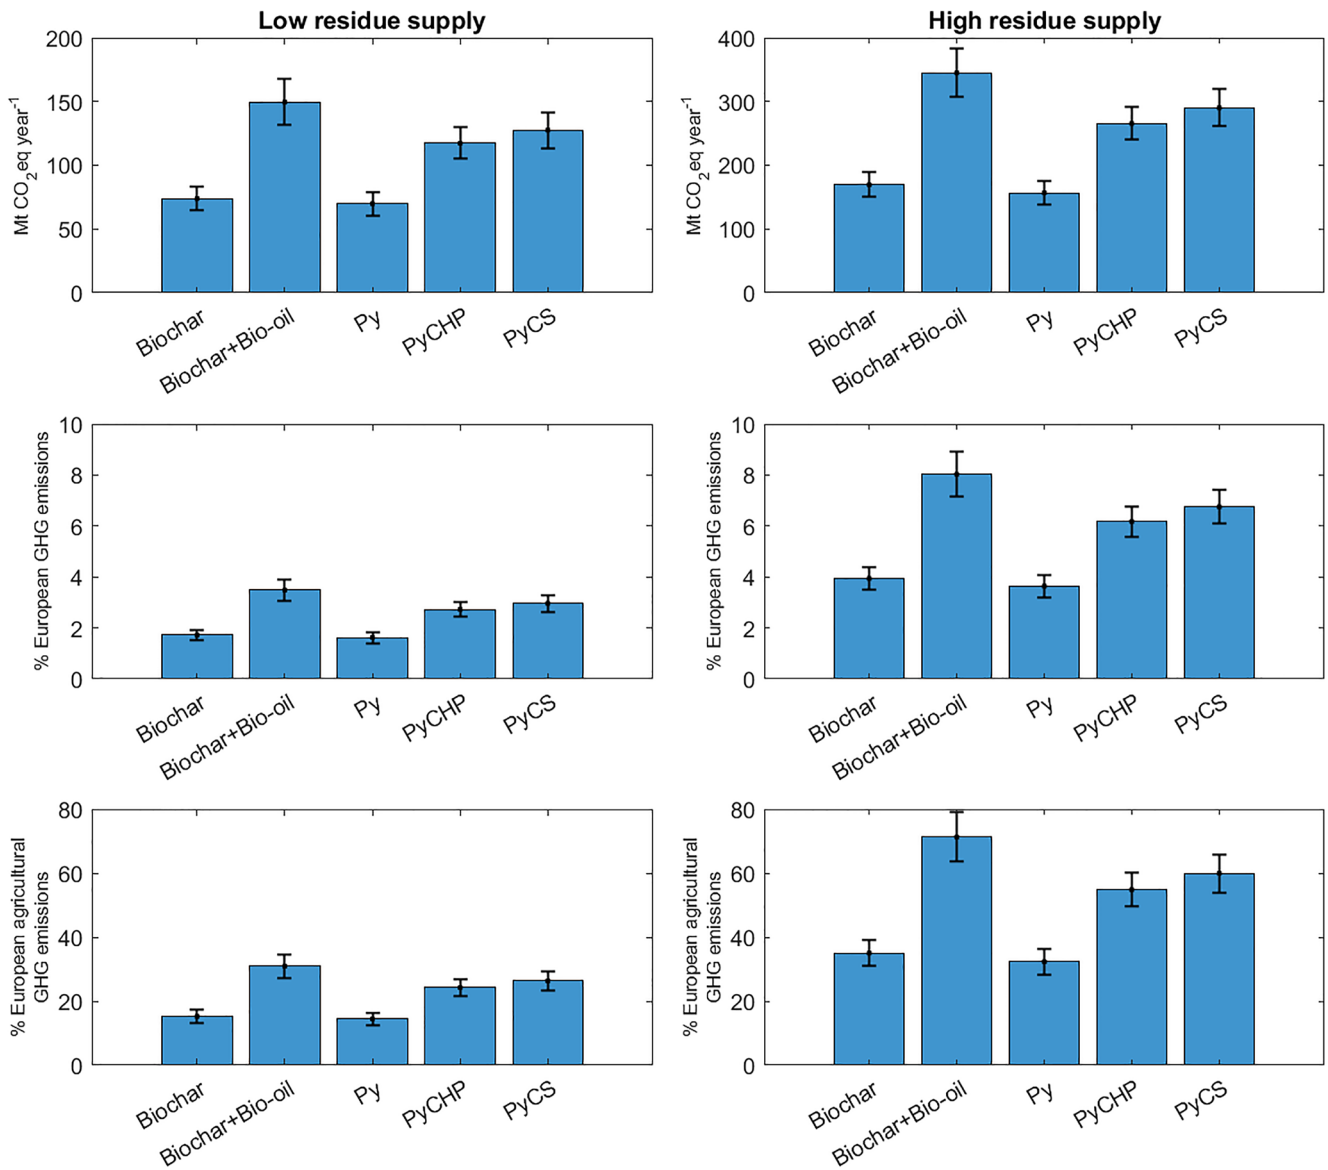 Low residue supply
High residue supply
200
150
100
50
0
Mt CO2eq year-1
Biochar
Biochar+Bio-oil
Py
PyCHP
PyCS
400
300
200
100
0
Mt CO2eq year-1
Biochar
Biochar+Bio-oil
Py
PyCHP
PyCS
10
8
6
4
2
0
% European GHG emissions
Biochar
Biochar+Bio-oil
Py
PyCHP
PyCS
10
8
6
4
2
0
% European GHG emissions
Biochar
Biochar+Bio-oil
Py
PyCHP
PyCS
80
60
40
20
0
% European agricultural
GHG emissions
Biochar
Biochar+Bio-oil
Py
PyCHP
PyCS
80
60
40
20
0
% European agricultural
GHG emissions
Biochar
Biochar+Bio-oil
Py
PyCHP
PyCS